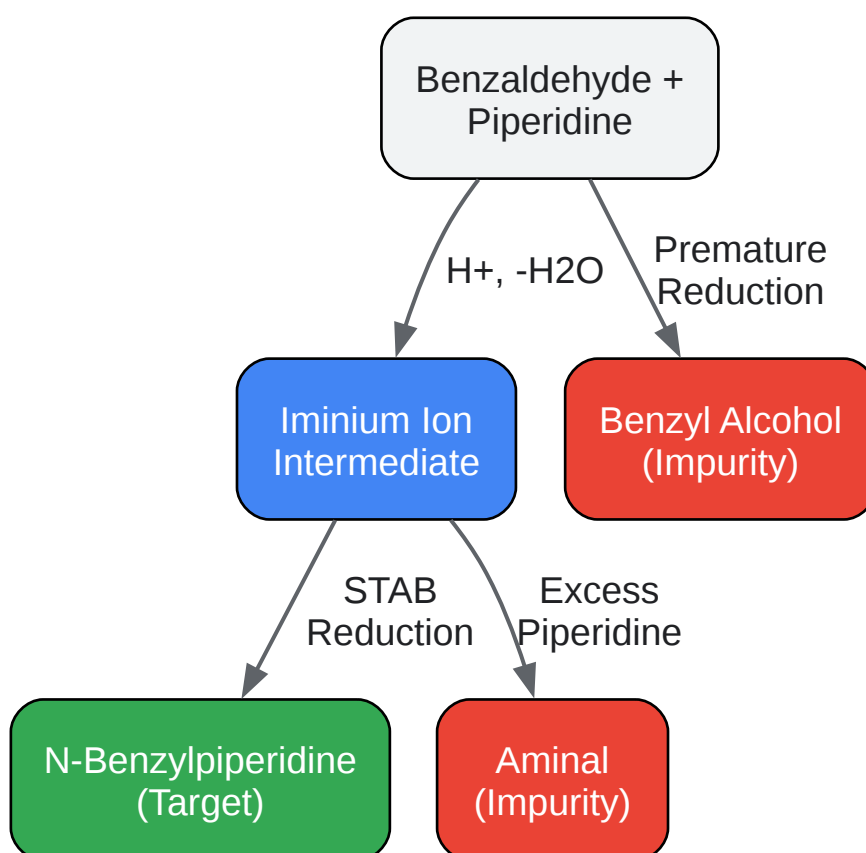 Benzaldehyde +
Piperidine
H+, -H2O
Premature
Reduction
Iminium Ion
Intermediate
Benzyl Alcohol
(Impurity)
STAB
Reduction
Excess
Piperidine
N-Benzylpiperidine
(Target)
Aminal
(Impurity)